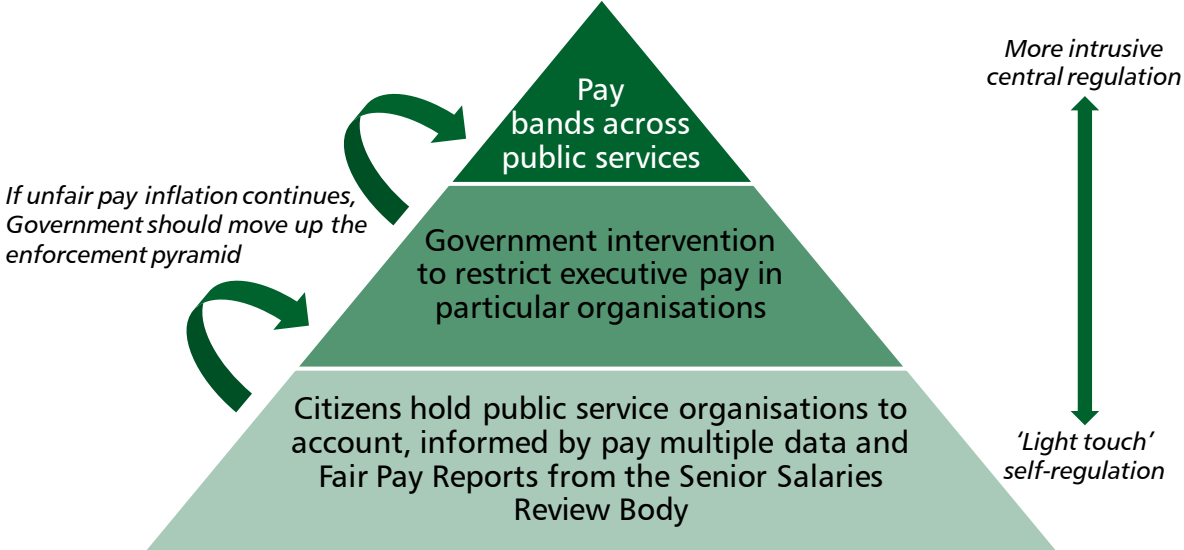 Pay
bands across
public services
More intrusive
central regulation
If unfair pay inflation continues,
Government should move up the
enforcement pyramid
Government intervention
to restrict executive pay in
particular organisations
Citizens hold public service organisations to
account, informed by pay multiple data and
Fair Pay Reports from the Senior Salaries
Review Body
‘Light touch’
self-regulation